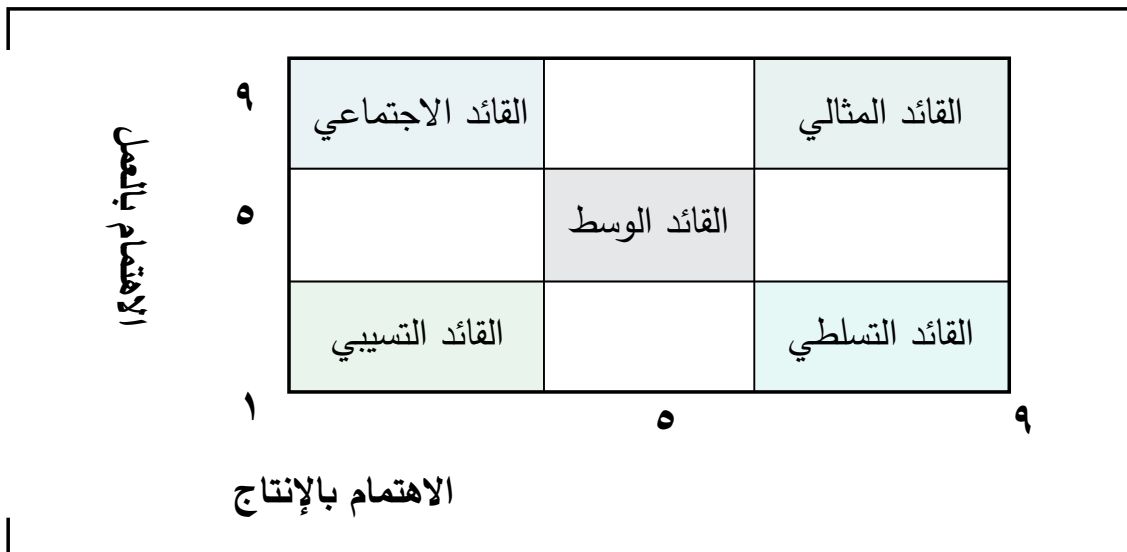 ٩
القائد المثالي
القائد الاجتماعي
الاهتمام بالعمل
٥
القائد الوسط
القائد التسلطي
القائد التسيبي
١
٥
٩
الاهتمام بالإنتاج